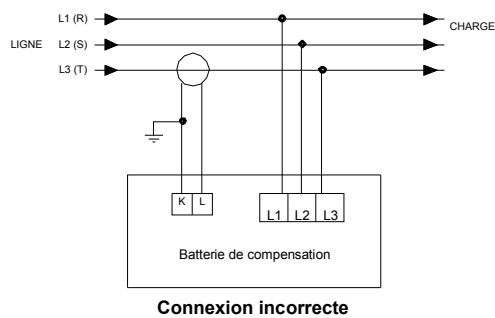 L1 (R)
CHARGE
LIGNE L2 (S)
L3 (T)
K L
L1 L2 L3
Batterie de compensation
Connexion incorrecte